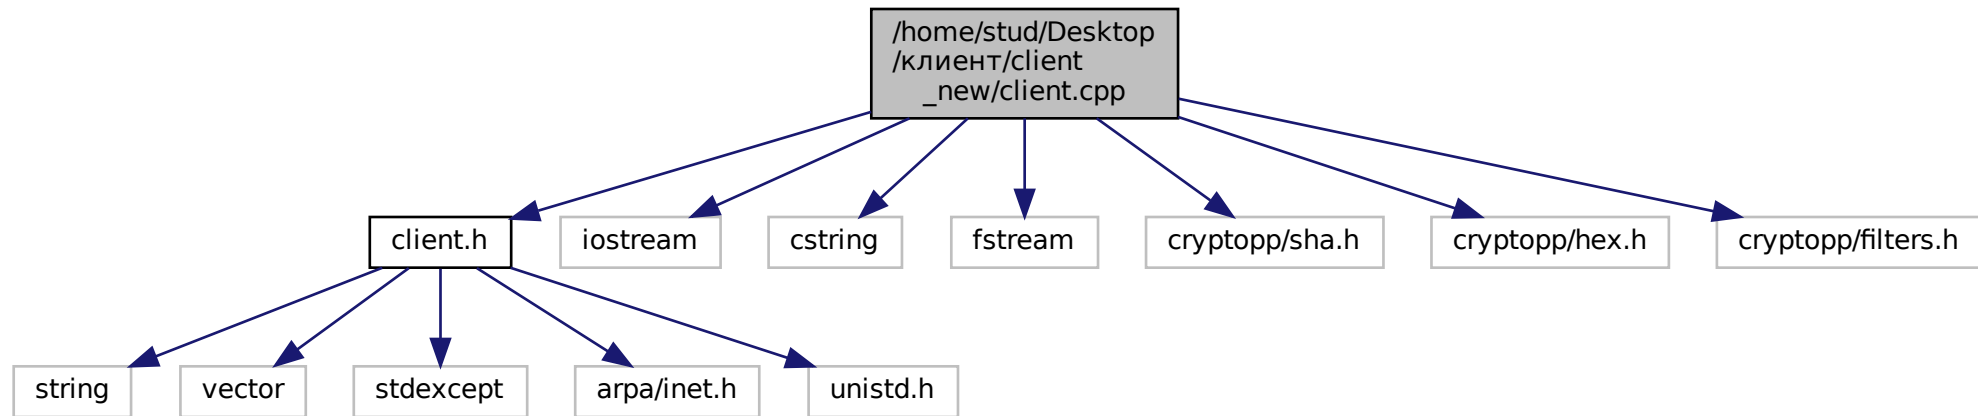 /home/stud/Desktop
/клиент/client
_new/client.cpp
client.h
iostream
cstring
fstream
cryptopp/sha.h
cryptopp/hex.h
cryptopp/filters.h
string
vector
stdexcept
arpa/inet.h
unistd.h